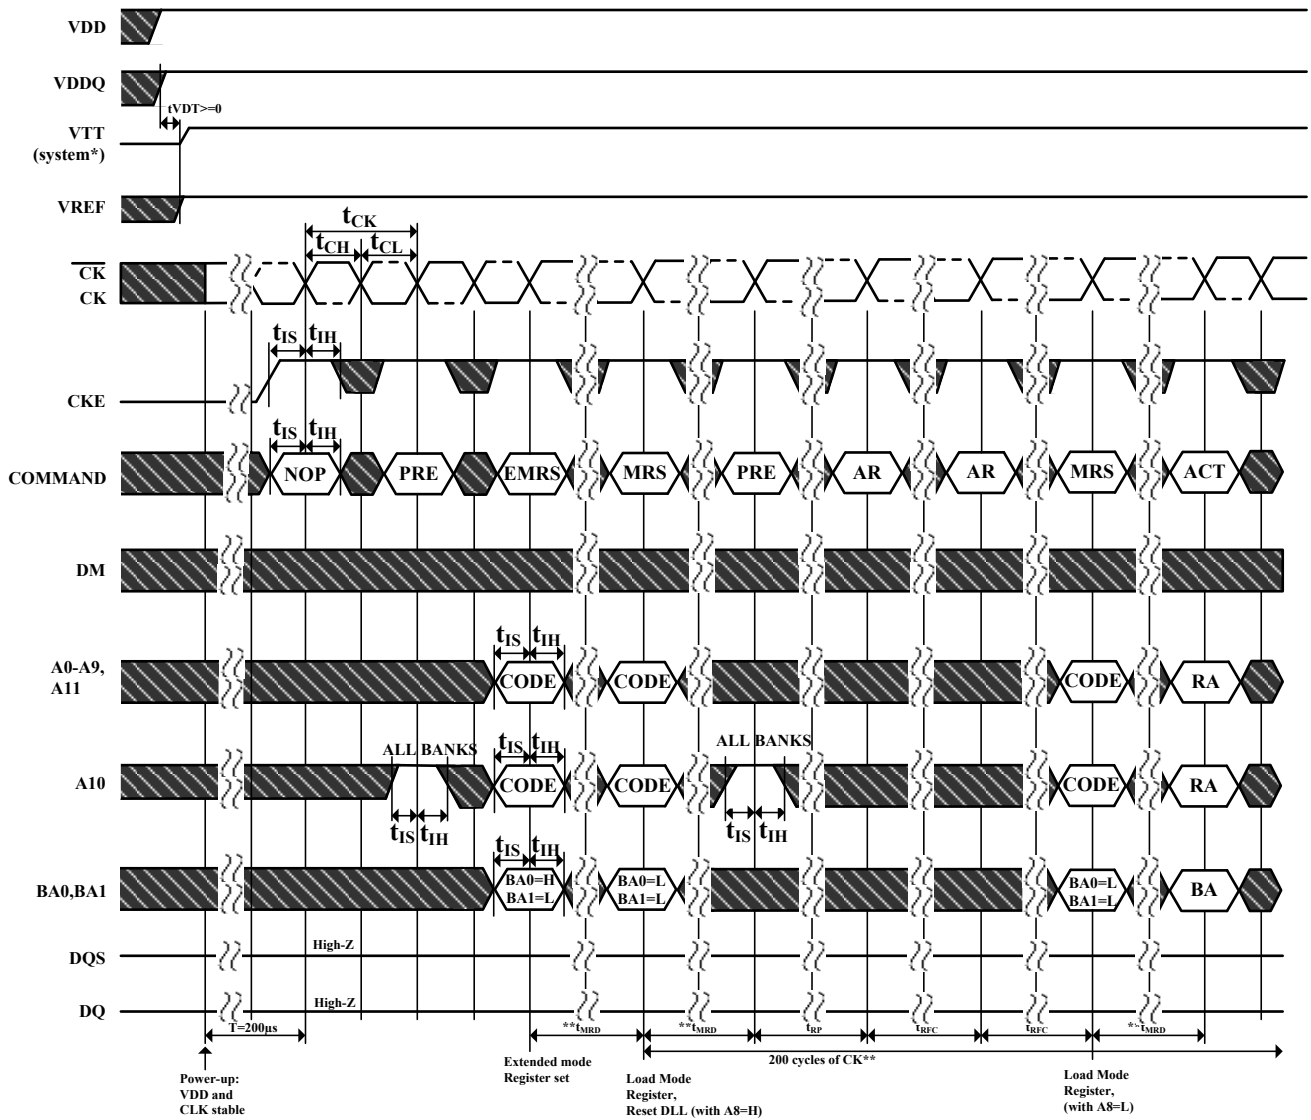 VDD
VDDQ
tVDT>=0
VTT
(system*)
VREF
tCK
tCH tCL
CK
CK
tIS tIH
CKE
tIS tIH
COMMAND NOP PRE EMRS MRS PRE AR AR MRS ACT
DM
tIS tIH
A0-A9,
A11
CODE CODE CODE RA
ALL BANKS tIS tIH ALL BANKS
A10 CODE CODE CODE RA
tIS tIH tIS tIH
tIS tIH
BA0,BA1
BA0=H BA0=L BA0=L
BA1=L BA1=L BA1=L
BA
High-Z
DQS
High-Z
DQ
T=200µs **tMRD **tMRD tRP tRFC tRFC **tMRD
200 cycles of CK**
Power-up:
VDD and
CLK stable
Extended mode
Register set
Load Mode
Register,
Reset DLL (with A8=H)
Load Mode
Register,
(with A8=L)